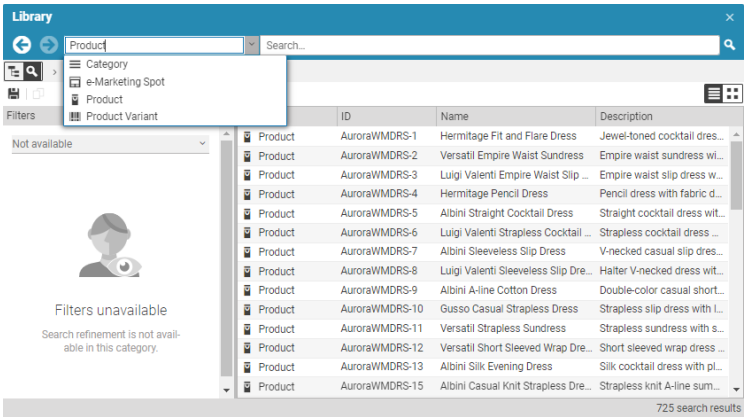 Library
Product
Search...
Category
e-Marketing Spot
Product
Product Variant
Filters
ID Name Description
Not available
Product AuroraWMDRS-1 Hermitage Fit and Flare Dress Jewel-toned cocktail dres...
Product AuroraWMDRS-2 Versatil Empire Waist Sundress Empire waist sundress wi...
Product AuroraWMDRS-3 Luigi Valenti Empire Waist Slip ... Empire waist slip dress w...
Product AuroraWMDRS-4 Hermitage Pencil Dress Pencil dress with fabric d...
Product AuroraWMDRS-5 Albini Straight Cocktail Dress Straight cocktail dress wit...
Product AuroraWMDRS-6 Luigi Valenti Strapless Cocktail ... Strapless cocktail dress ...
Product AuroraWMDRS-7 Albini Sleeveless Slip Dress V-necked casual slip dres...
Product AuroraWMDRS-8 Luigi Valenti Sleeveless Slip Dre... Halter V-necked dress wit...
Product AuroraWMDRS-9 Albini A-line Cotton Dress Double-color casual short...
Product AuroraWMDRS-10 Gusso Casual Strapless Dress Strapless slip dress with l...
Product AuroraWMDRS-11 Versatil Strapless Sundress Strapless sundress with s...
Product AuroraWMDRS-12 Versatil Short Sleeved Wrap Dre... Short sleeved wrap dress ...
Product AuroraWMDRS-13 Albini Silk Evening Dress Silk cocktail dress with pl...
Product AuroraWMDRS-15 Albini Casual Knit Strapless Dre... Strapless knit A-line sum...
Filters unavailable
Search refinement is not avail-
able in this category.
725 search results